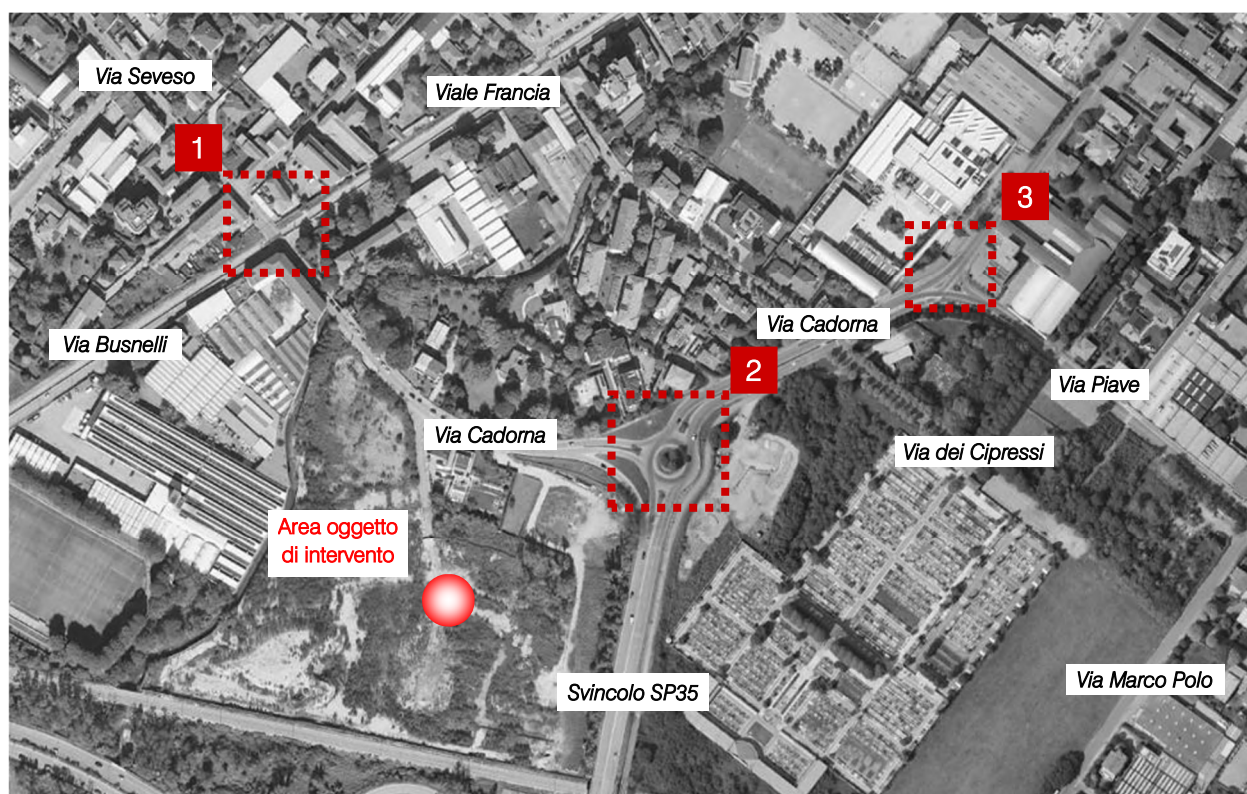 Via Seveso
Viale Francia
1
3
Via Cadorna
Via Busnelli
2
Via Piave
Via Cadorna
Via dei Cipressi
Area oggetto
di intervento
Svincolo SP35
Via Marco Polo